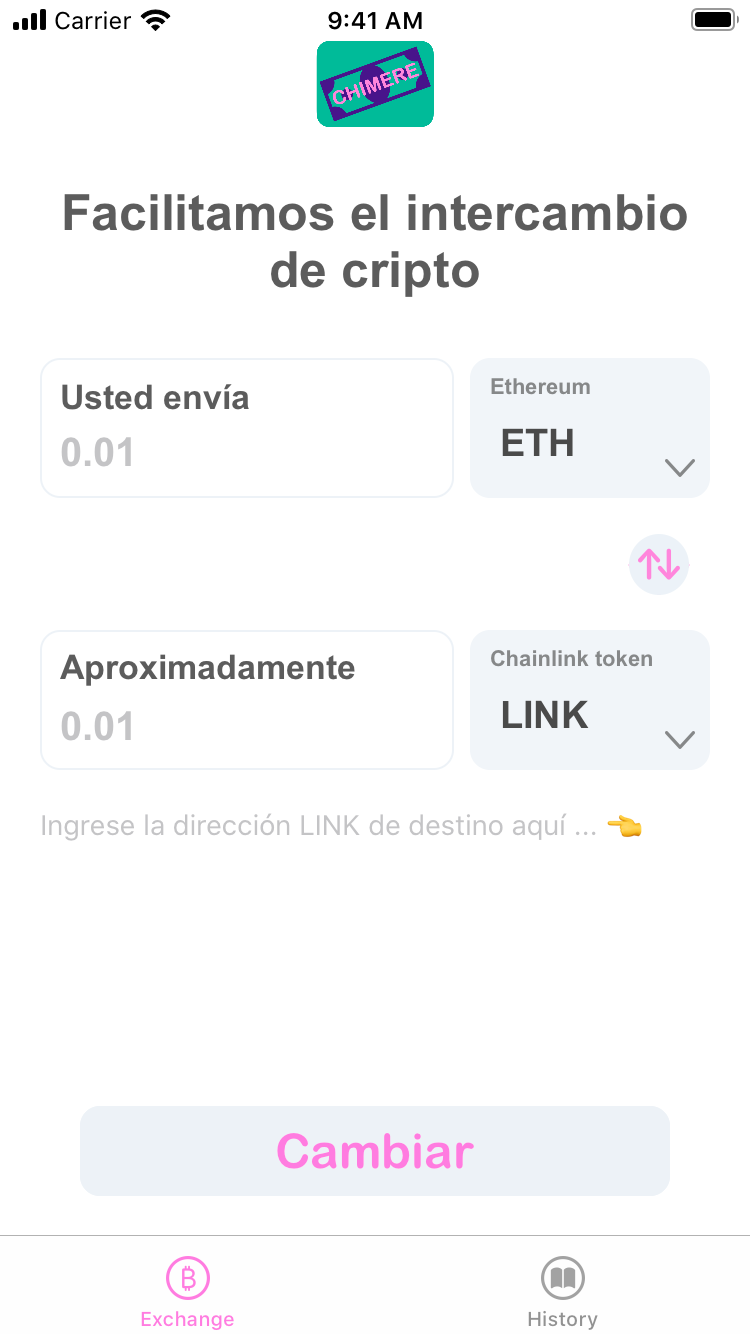 Carrier 9:41 AM
CHIMERE
Facilitamos el intercambio
de cripto
Usted envía
0.01
Ethereum
ETH
Aproximadamente
0.01
Chainlink token
LINK
Ingrese la dirección LINK de destino aquí ... 👈
Cambiar
Exchange
History